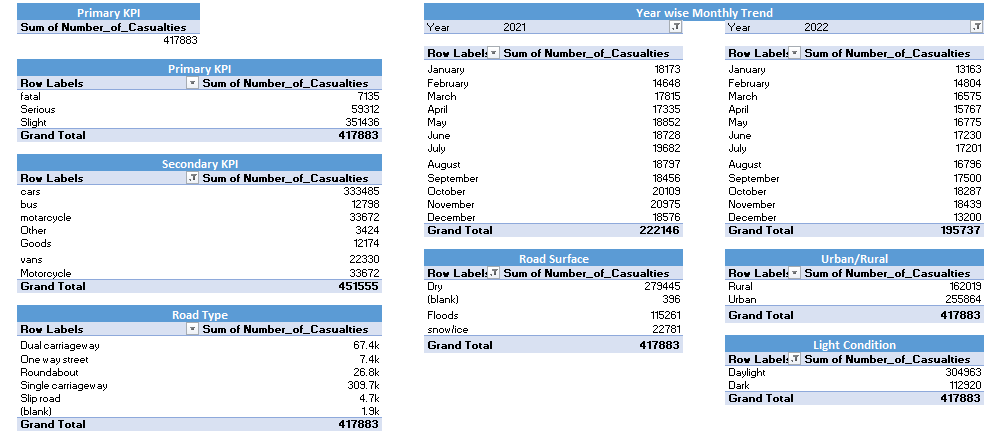 Primary KPI
Sum of Number_of_Casualties
417883
Primary KPI
Row Labels Sum of Number_of_Casualties
fatal 7135
Serious 59312
Slight 351436
Grand Total 417883
Secondary KPI
Row Labels Sum of Number_of_Casualties
cars 333485
bus 12798
motarcycle 33672
Other 3424
Goods 12174
vans 22330
Motorcycle 33672
Grand Total 451555
Road Type
Row Labels Sum of Number_of_Casualties
Dual carriageway 67.4k
One way street 7.4k
Roundabout 26.8k
Single carriageway 309.7k
Slip road 4.7k
(blank) 1.9k
Grand Total 417883
Year wise Monthly Trend
Year 2021
Row Labels Sum of Number_of_Casualties
January 18173
February 14648
March 17815
April 17335
May 18852
June 18728
July 19682
August 18797
September 18456
October 20109
November 20975
December 18576
Grand Total 222146
Year 2022
Row Labels Sum of Number_of_Casualties
January 13163
February 14804
March 16575
April 15767
May 16775
June 17230
July 17201
August 16796
September 17500
October 18287
November 18439
December 13200
Grand Total 195737
Road Surface
Row Labels Sum of Number_of_Casualties
Dry 279445
(blank) 396
Floods 115261
snow/ice 22781
Grand Total 417883
Urban/Rural
Row Labels Sum of Number_of_Casualties
Rural 162019
Urban 255864
Grand Total 417883
Light Condition
Row Labels Sum of Number_of_Casualties
Daylight 304963
Dark 112920
Grand Total 417883